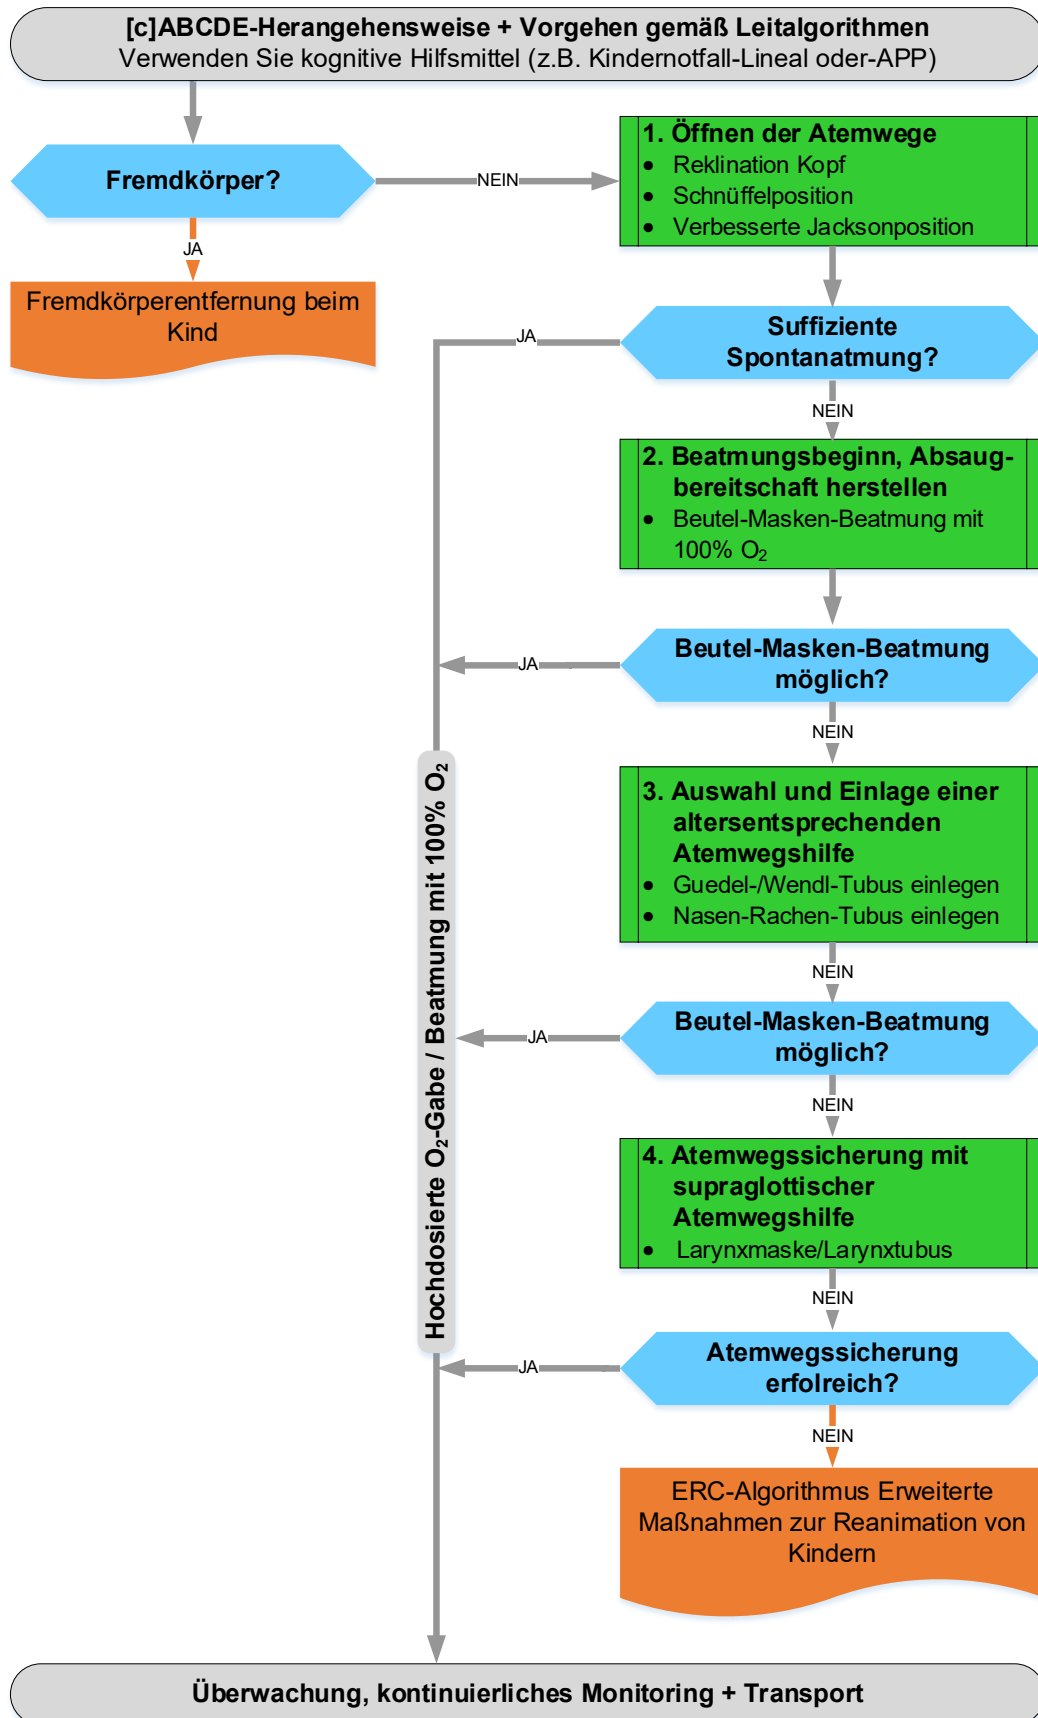 [c]ABCDE-Herangehensweise + Vorgehen gemäß Leitalgorithmen
Verwenden Sie kognitive Hilfsmittel (z.B. Kindernotfall-Lineal oder-APP)
Fremdkörper?
NEIN
JA
Fremdkörperentfernung beim
Kind
1. Öffnen der Atemwege
• Reklination Kopf
• Schnüffelposition
• Verbesserte Jacksonposition
Suffiziente
Spontanatmung?
JA
NEIN
2. Beatmungsbeginn, Absaug-
bereitschaft herstellen
• Beutel-Masken-Beatmung mit
100% O₂
Beutel-Masken-Beatmung
möglich?
JA
NEIN
3. Auswahl und Einlage einer
altersentsprechenden
Atemwegshilfe
• Guedel-/Wendl-Tubus einlegen
• Nasen-Rachen-Tubus einlegen
NEIN
Beutel-Masken-Beatmung
möglich?
JA
NEIN
4. Atemwegssicherung mit
supraglottischer
Atemwegshilfe
• Larynxmaske/Larynxtubus
NEIN
Atemwegssicherung
erfolreich?
JA
NEIN
ERC-Algorithmus Erweiterte
Maßnahmen zur Reanimation von
Kindern
Hochdosierte O₂-Gabe / Beatmung mit 100% O₂
Überwachung, kontinuierliches Monitoring + Transport